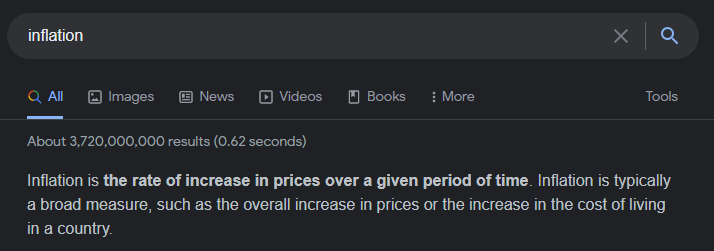 inflation
All Images News Videos Books More Tools
About 3,720,000,000 results (0.62 seconds)
Inflation is the rate of increase in prices over a given period of time. Inflation is typically
a broad measure, such as the overall increase in prices or the increase in the cost of living
in a country.